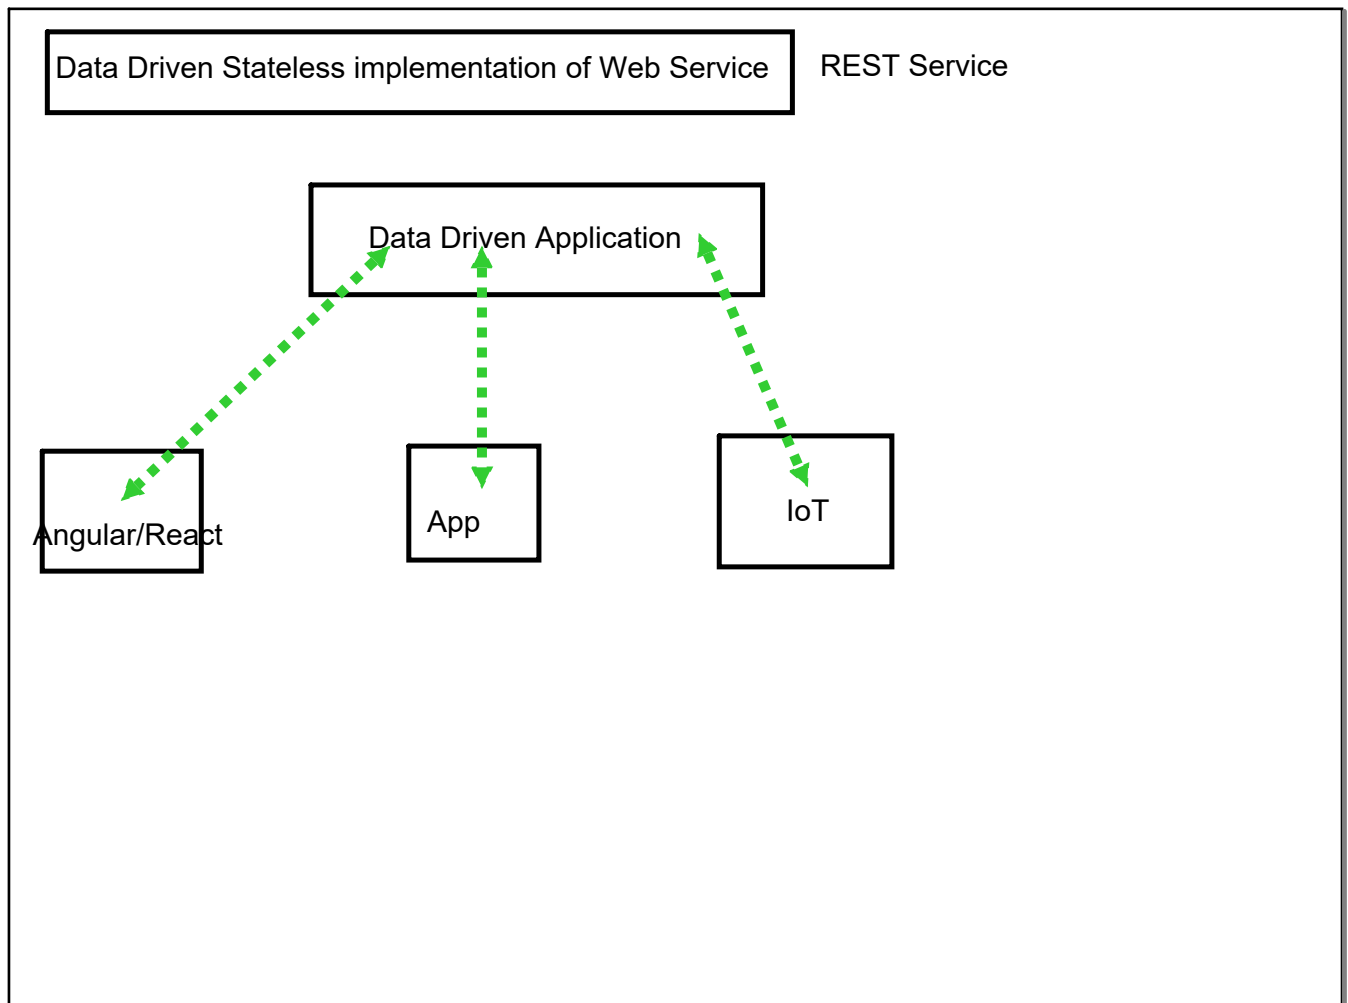 Data Driven Stateless implementation of Web Service
REST Service
Data Driven Application
Angular/React
App
IoT